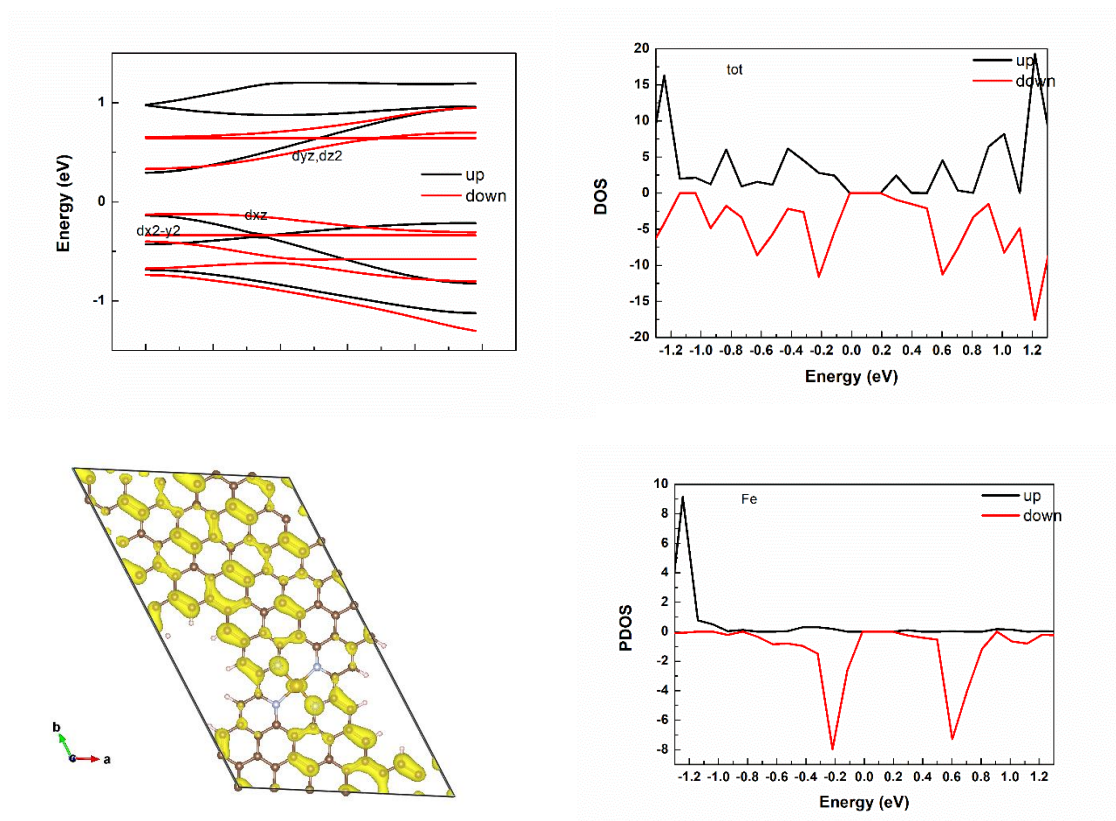 Energy (eV)
1
0
-1
dyz,dz2
dxz
dx2-y2
up
down
DOS
20
15
10
5
0
-5
-10
-15
-20
tot
up
down
-1.2 -1.0 -0.8 -0.6 -0.4 -0.2 0.0 0.2 0.4 0.6 0.8 1.0 1.2
Energy (eV)
b
a
PDOS
10
8
6
4
2
0
-2
-4
-6
-8
Fe
up
down
-1.2 -1.0 -0.8 -0.6 -0.4 -0.2 0.0 0.2 0.4 0.6 0.8 1.0 1.2
Energy (eV)